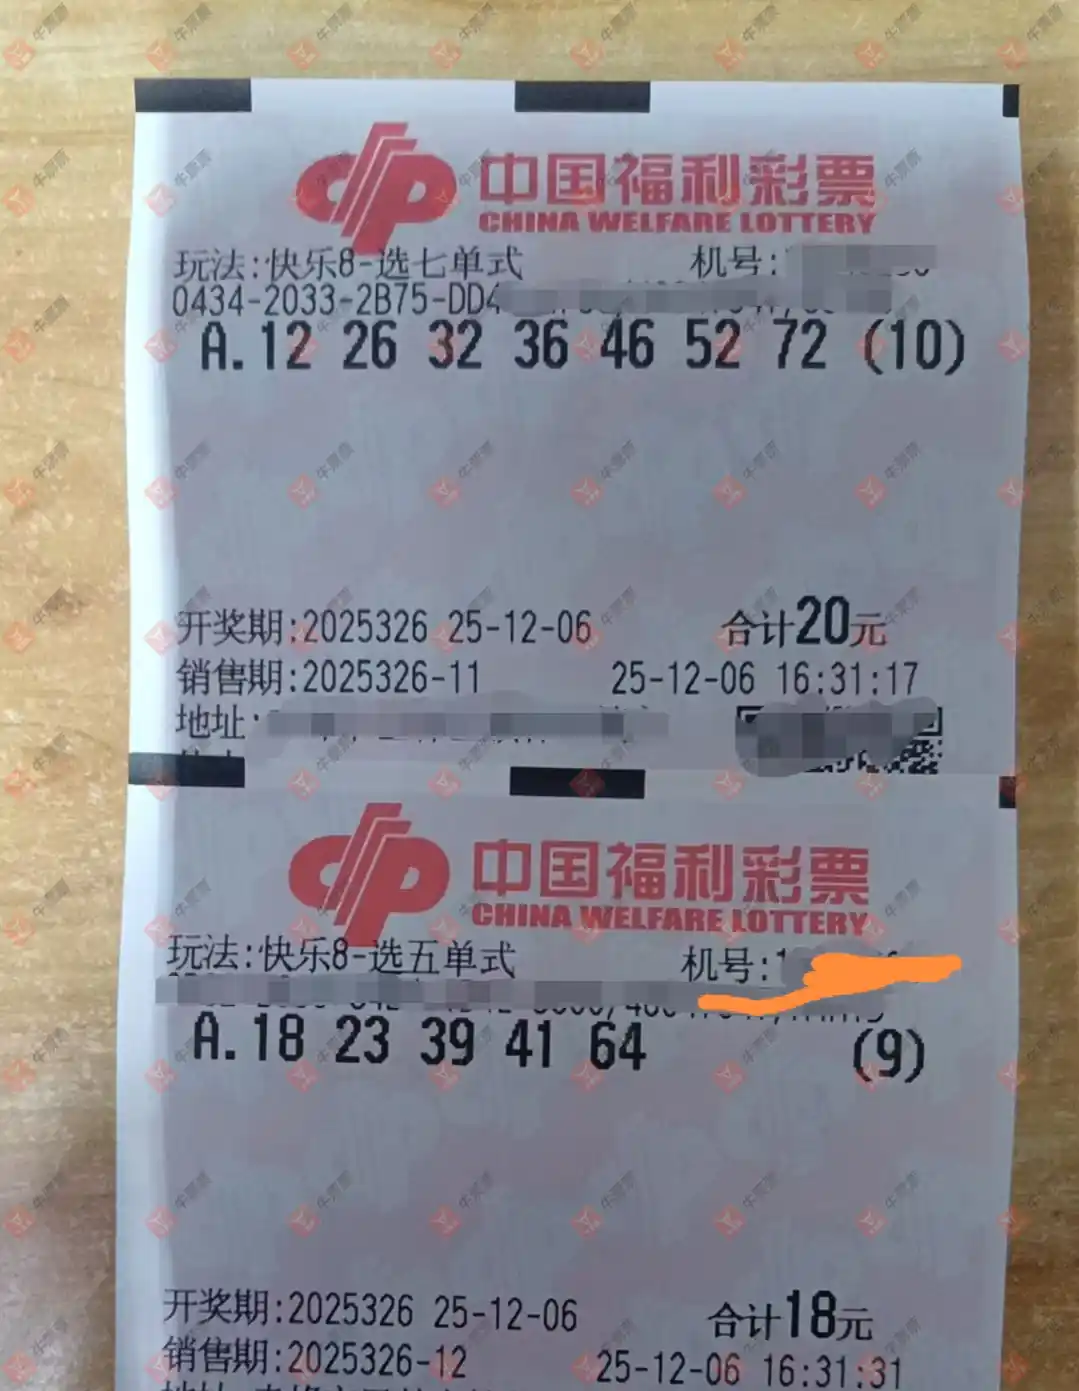 中国福利彩票
CHINA WELFARE LOTTERY
玩法:快乐8-选七单式 机号:
0434-2033-2B75-DD4
A.12 26 32 36 46 52 72 (10)
开奖期:2025326 25-12-06 合计20元
销售期:2025326-11 25-12-06 16:31:17
地址:
中国福利彩票
CHINA WELFARE LOTTERY
玩法:快乐8-选五单式 机号:1
A.18 23 39 41 64 (9)
开奖期:2025326 25-12-06 合计18元
销售期:2025326-12 25-12-06 16:31:31